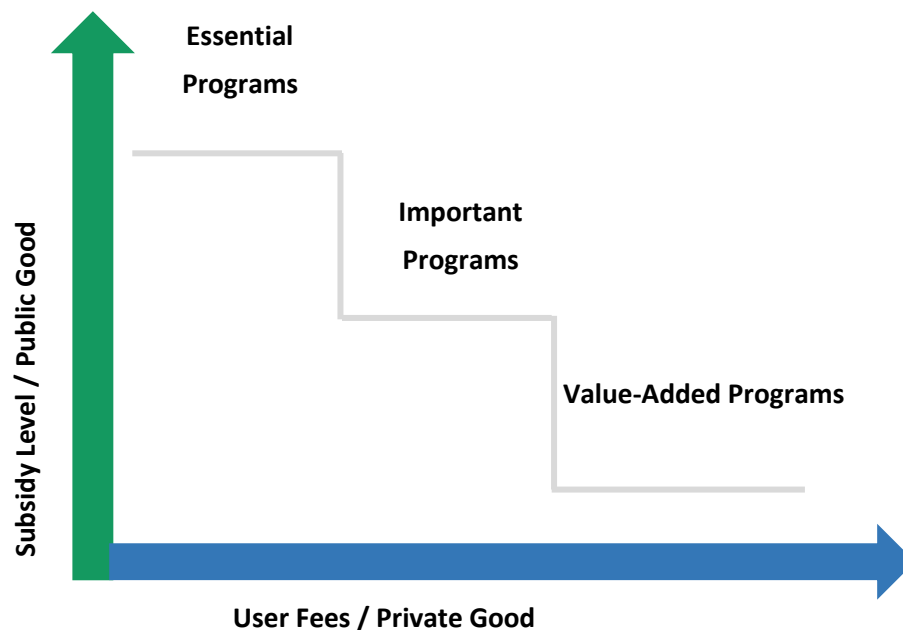 Essential
Programs
Important
Programs
Value-Added Programs
Subsidy Level / Public Good
User Fees / Private Good